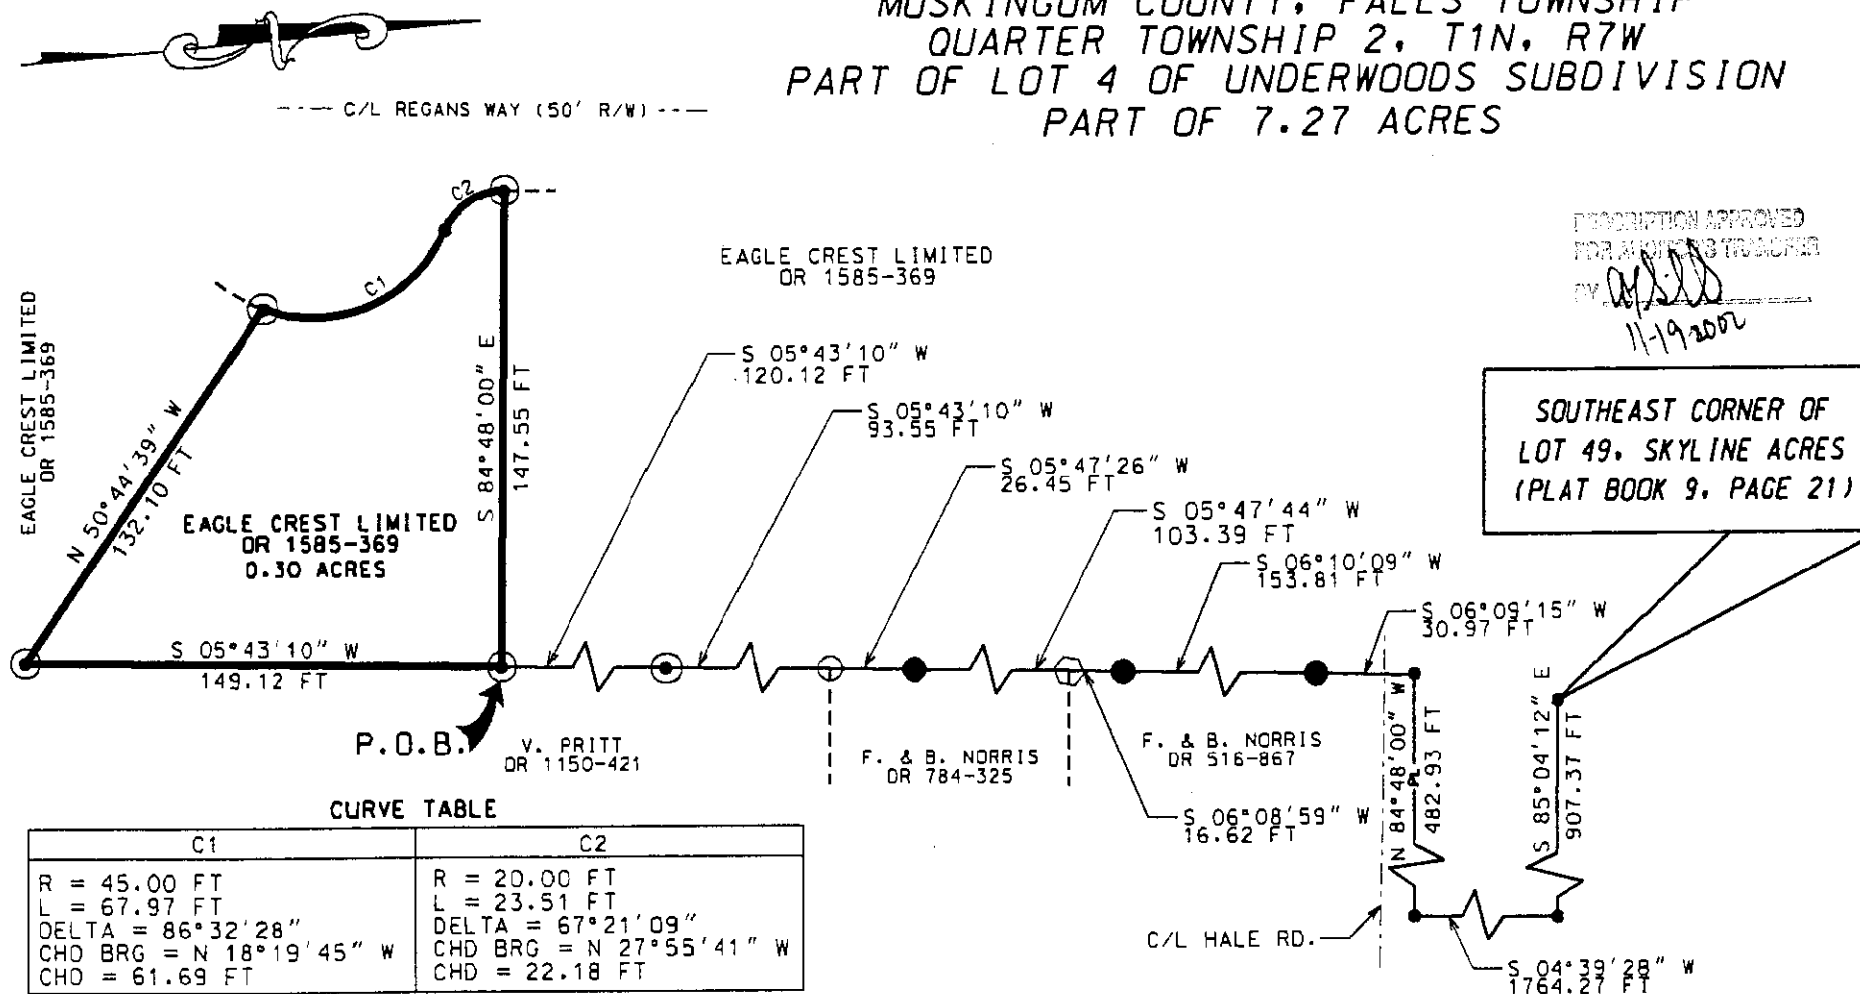 MUSKINGUM COUNTY, FALLS TOWNSHIP
QUARTER TOWNSHIP 2, T1N, R7W
PART OF LOT 4 OF UNDERWOODS SUBDIVISION
PART OF 7.27 ACRES
C/L REGANS WAY (50' R/W)
DESCRIPTION APPROVED
FOR AUDITORS TRANSFER
BY
11-19-2002
C2
C1
EAGLE CREST LIMITED
OR 1585-369
EAGLE CREST LIMITED
OR 1585-369
N 50°44'39" W
132.10 FT
S 84°48'00" E
147.55 FT
EAGLE CREST LIMITED
OR 1585-369
0.30 ACRES
S 05°43'10" W
149.12 FT
S 05°43'10" W
120.12 FT
S 05°43'10" W
93.55 FT
S 05°47'26" W
26.45 FT
S 05°47'44" W
103.39 FT
S 06°10'09" W
153.81 FT
S 06°09'15" W
30.97 FT
SOUTHEAST CORNER OF
LOT 49, SKYLINE ACRES
(PLAT BOOK 9, PAGE 21)
P.O.B.
V. PRITT
OR 1150-421
F. & B. NORRIS
OR 784-325
F. & B. NORRIS
DR 516-867
S 06°08'59" W
16.62 FT
N 84°48'00" W
PL
482.93 FT
S 85°04'12" E
907.37 FT
C/L HALE RD.
S 04°39'28" W
1764.27 FT
CURVE TABLE
C1
R = 45.00 FT
L = 67.97 FT
DELTA = 86°32'28"
CHD BRG = N 18°19'45" W
CHD = 61.69 FT
C2
R = 20.00 FT
L = 23.51 FT
DELTA = 67°21'09"
CHD BRG = N 27°55'41" W
CHD = 22.18 FT